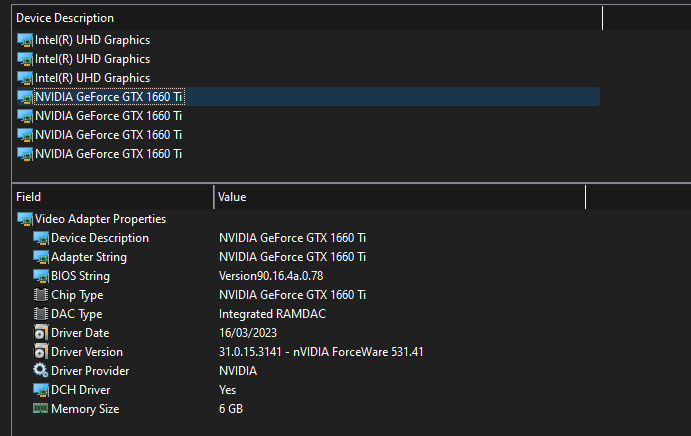 Device Description
Intel(R) UHD Graphics
Intel(R) UHD Graphics
Intel(R) UHD Graphics
NVIDIA GeForce GTX 1660 Ti
NVIDIA GeForce GTX 1660 Ti
NVIDIA GeForce GTX 1660 Ti
NVIDIA GeForce GTX 1660 Ti
Field Value
Video Adapter Properties
Device Description NVIDIA GeForce GTX 1660 Ti
Adapter String NVIDIA GeForce GTX 1660 Ti
BIOS String Version90.16.4a.0.78
Chip Type NVIDIA GeForce GTX 1660 Ti
DAC Type Integrated RAMDAC
Driver Date 16/03/2023
Driver Version 31.0.15.3141 - nVIDIA ForceWare 531.41
Driver Provider NVIDIA
DCH Driver Yes
Memory Size 6 GB